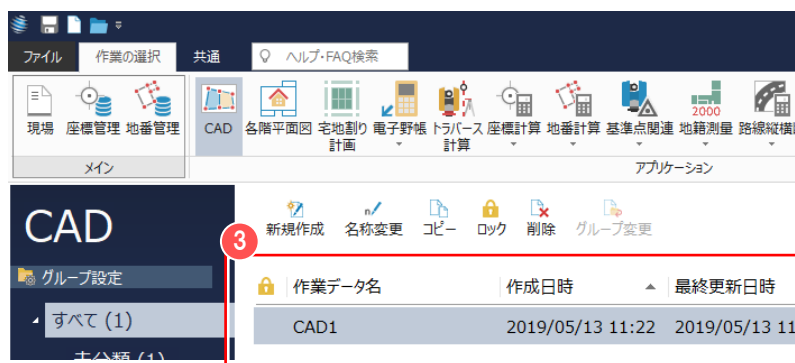 ファイル 作業の選択 共通 ヘルプ・FAQ検索
現場 座標管理 地番管理 CAD 各階平面図 宅地割り計画 電子野帳 トラバース計算 座標計算 地番計算 基準点関連 2000 地籍測量 路線縦横
メイン アプリケーション
CAD
3 新規作成 名称変更 コピー ロック 削除 グループ変更
グループ設定
作業データ名 作成日時 最終更新日時
すべて (1)
CAD1 2019/05/13 11:22 2019/05/13 11
未分類 (1)